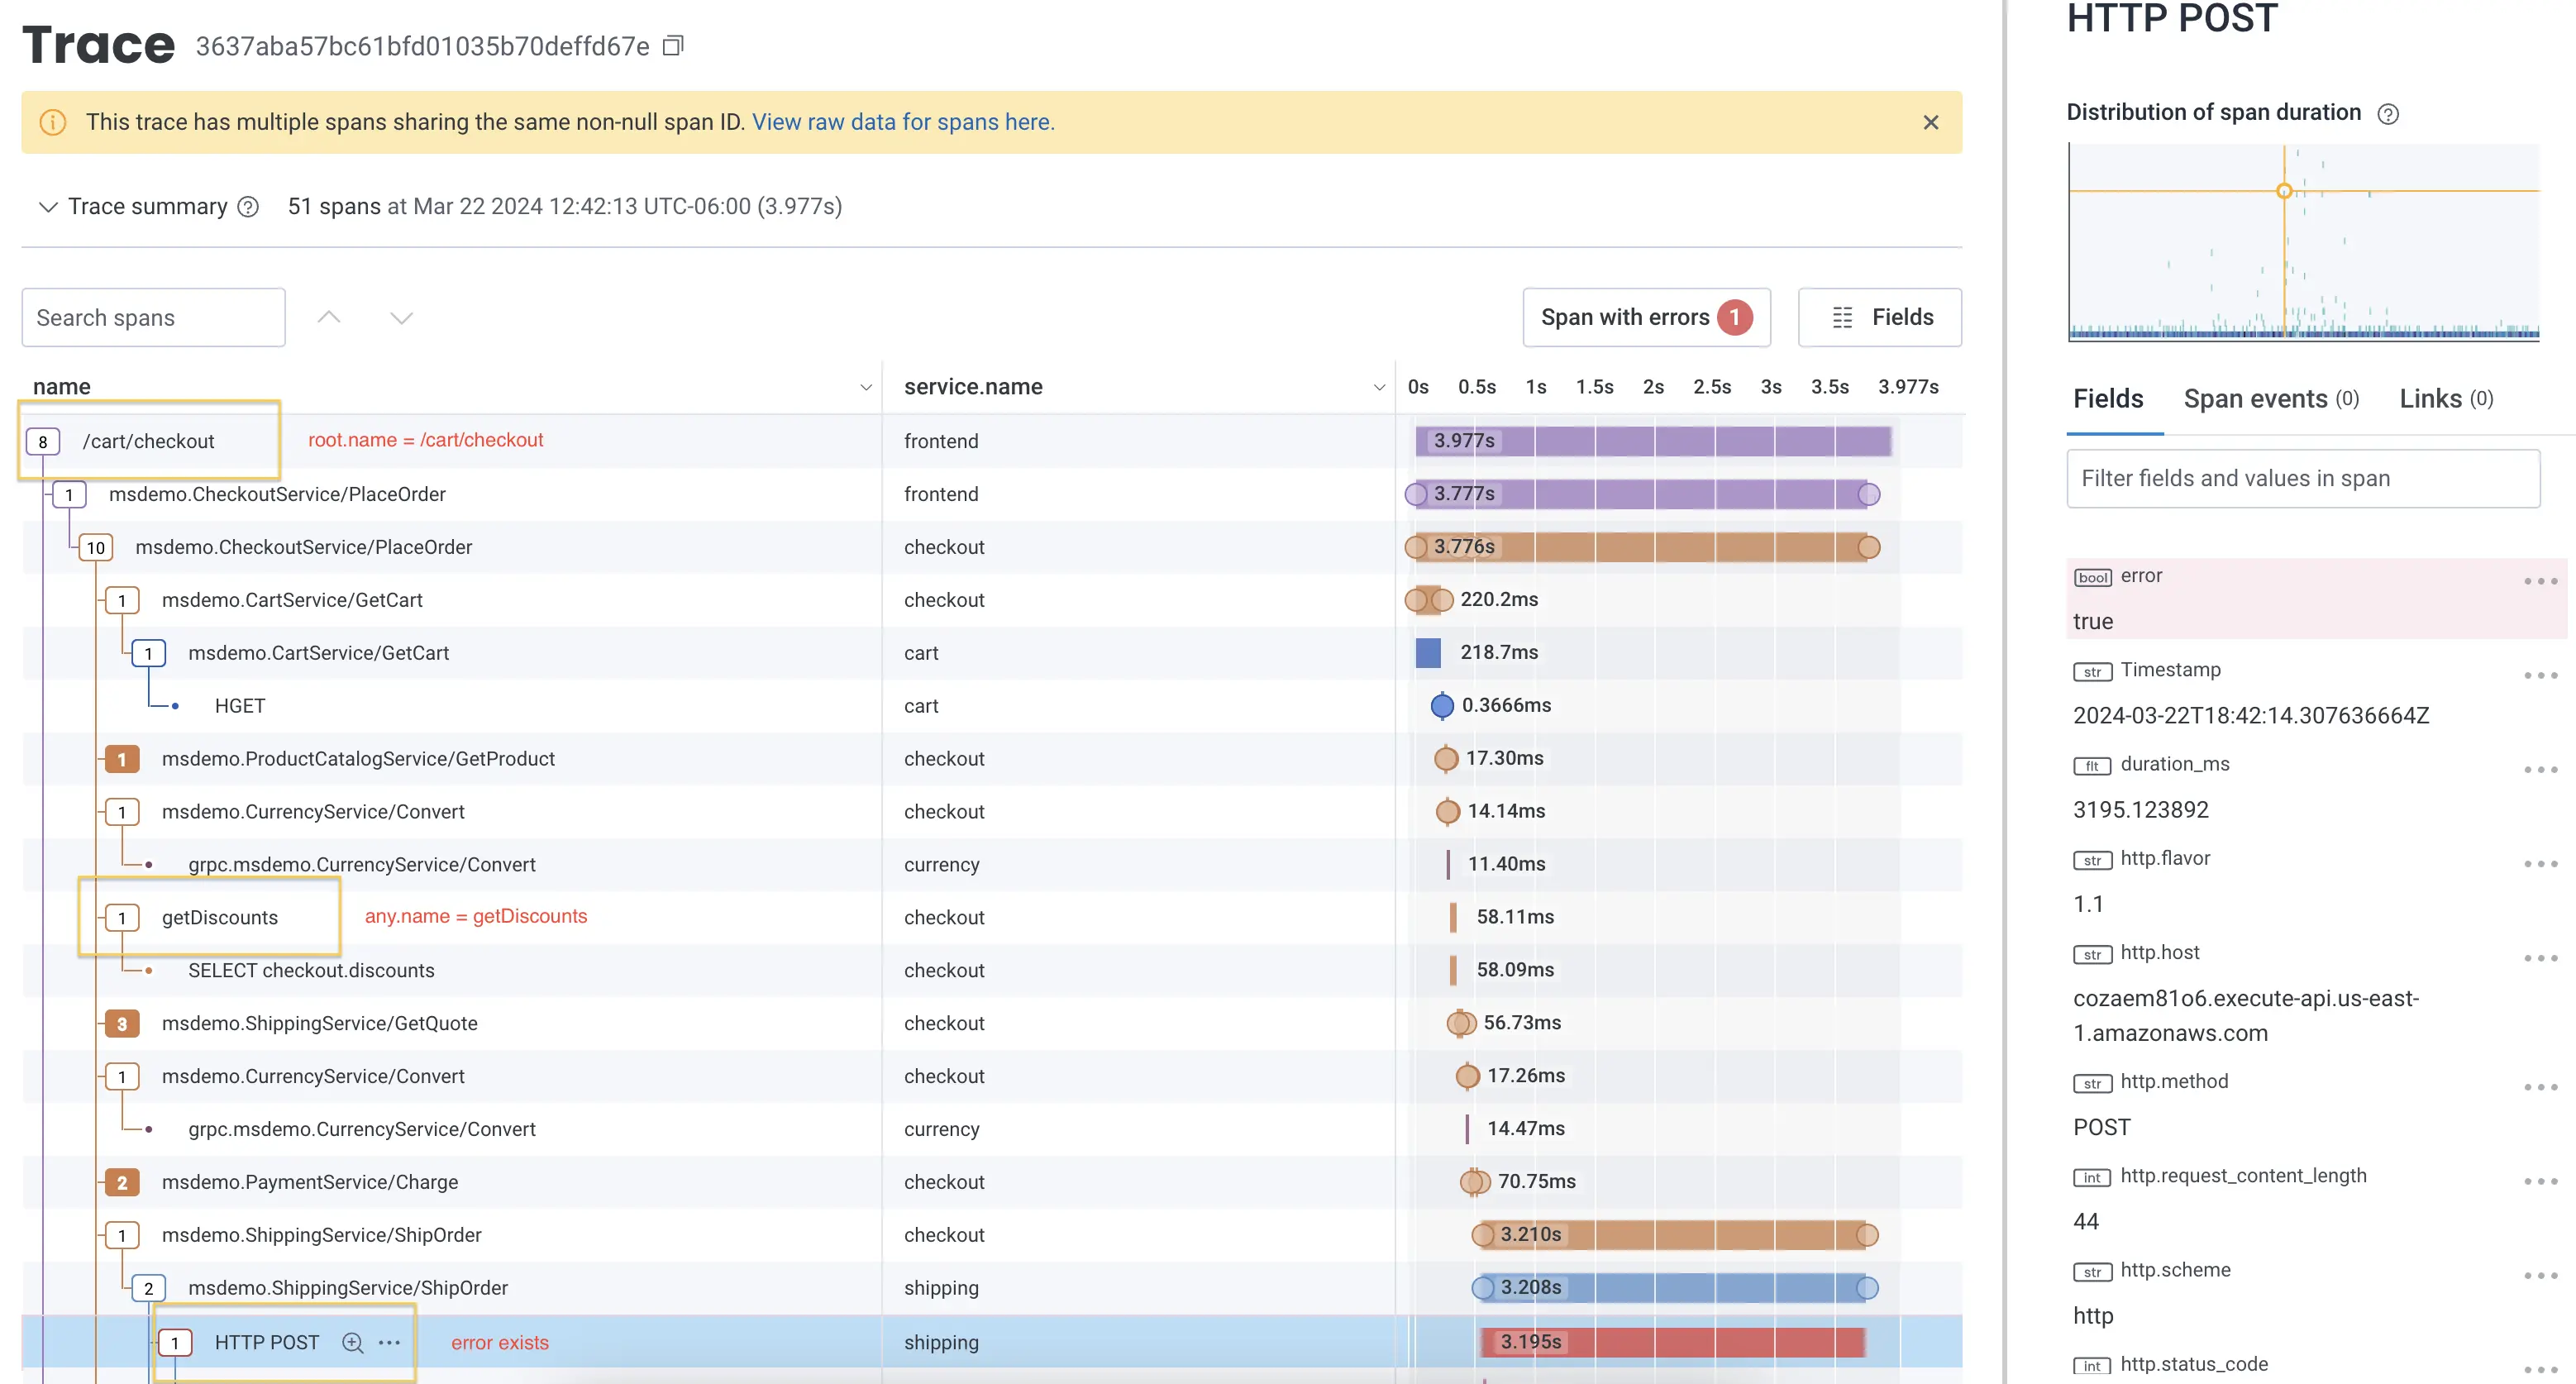 Trace 3637aba57bc61bfd01035b70deffd67e
This trace has multiple spans sharing the same non-null span ID. View raw data for spans here.
Trace summary 51 spans at Mar 22 2024 12:42:13 UTC-06:00 (3.977s)
Search spans
Span with errors 1
Fields
name service.name 0s 0.5s 1s 1.5s 2s 2.5s 3s 3.5s 3.977s
8 /cart/checkout root.name = /cart/checkout frontend 3.977s
1 msdemo.CheckoutService/PlaceOrder frontend 3.777s
10 msdemo.CheckoutService/PlaceOrder checkout 3.776s
1 msdemo.CartService/GetCart checkout 220.2ms
1 msdemo.CartService/GetCart cart 218.7ms
HGET cart 0.3666ms
1 msdemo.ProductCatalogService/GetProduct checkout 17.30ms
1 msdemo.CurrencyService/Convert checkout 14.14ms
grpc.msdemo.CurrencyService/Convert currency 11.40ms
1 getDiscounts any.name = getDiscounts checkout 58.11ms
SELECT checkout.discounts checkout 58.09ms
3 msdemo.ShippingService/GetQuote checkout 56.73ms
1 msdemo.CurrencyService/Convert checkout 17.26ms
grpc.msdemo.CurrencyService/Convert currency 14.47ms
2 msdemo.PaymentService/Charge checkout 70.75ms
1 msdemo.ShippingService/ShipOrder checkout 3.210s
2 msdemo.ShippingService/ShipOrder shipping 3.208s
1 HTTP POST error exists shipping 3.195s
HTTP POST
Distribution of span duration
Fields Span events (0) Links (0)
Filter fields and values in span
bool error
true
str Timestamp
2024-03-22T18:42:14.307636664Z
flt duration_ms
3195.123892
str http.flavor
1.1
str http.host
cozaem81o6.execute-api.us-east-
1.amazonaws.com
str http.method
POST
int http.request_content_length
44
str http.scheme
http
int http.status_code